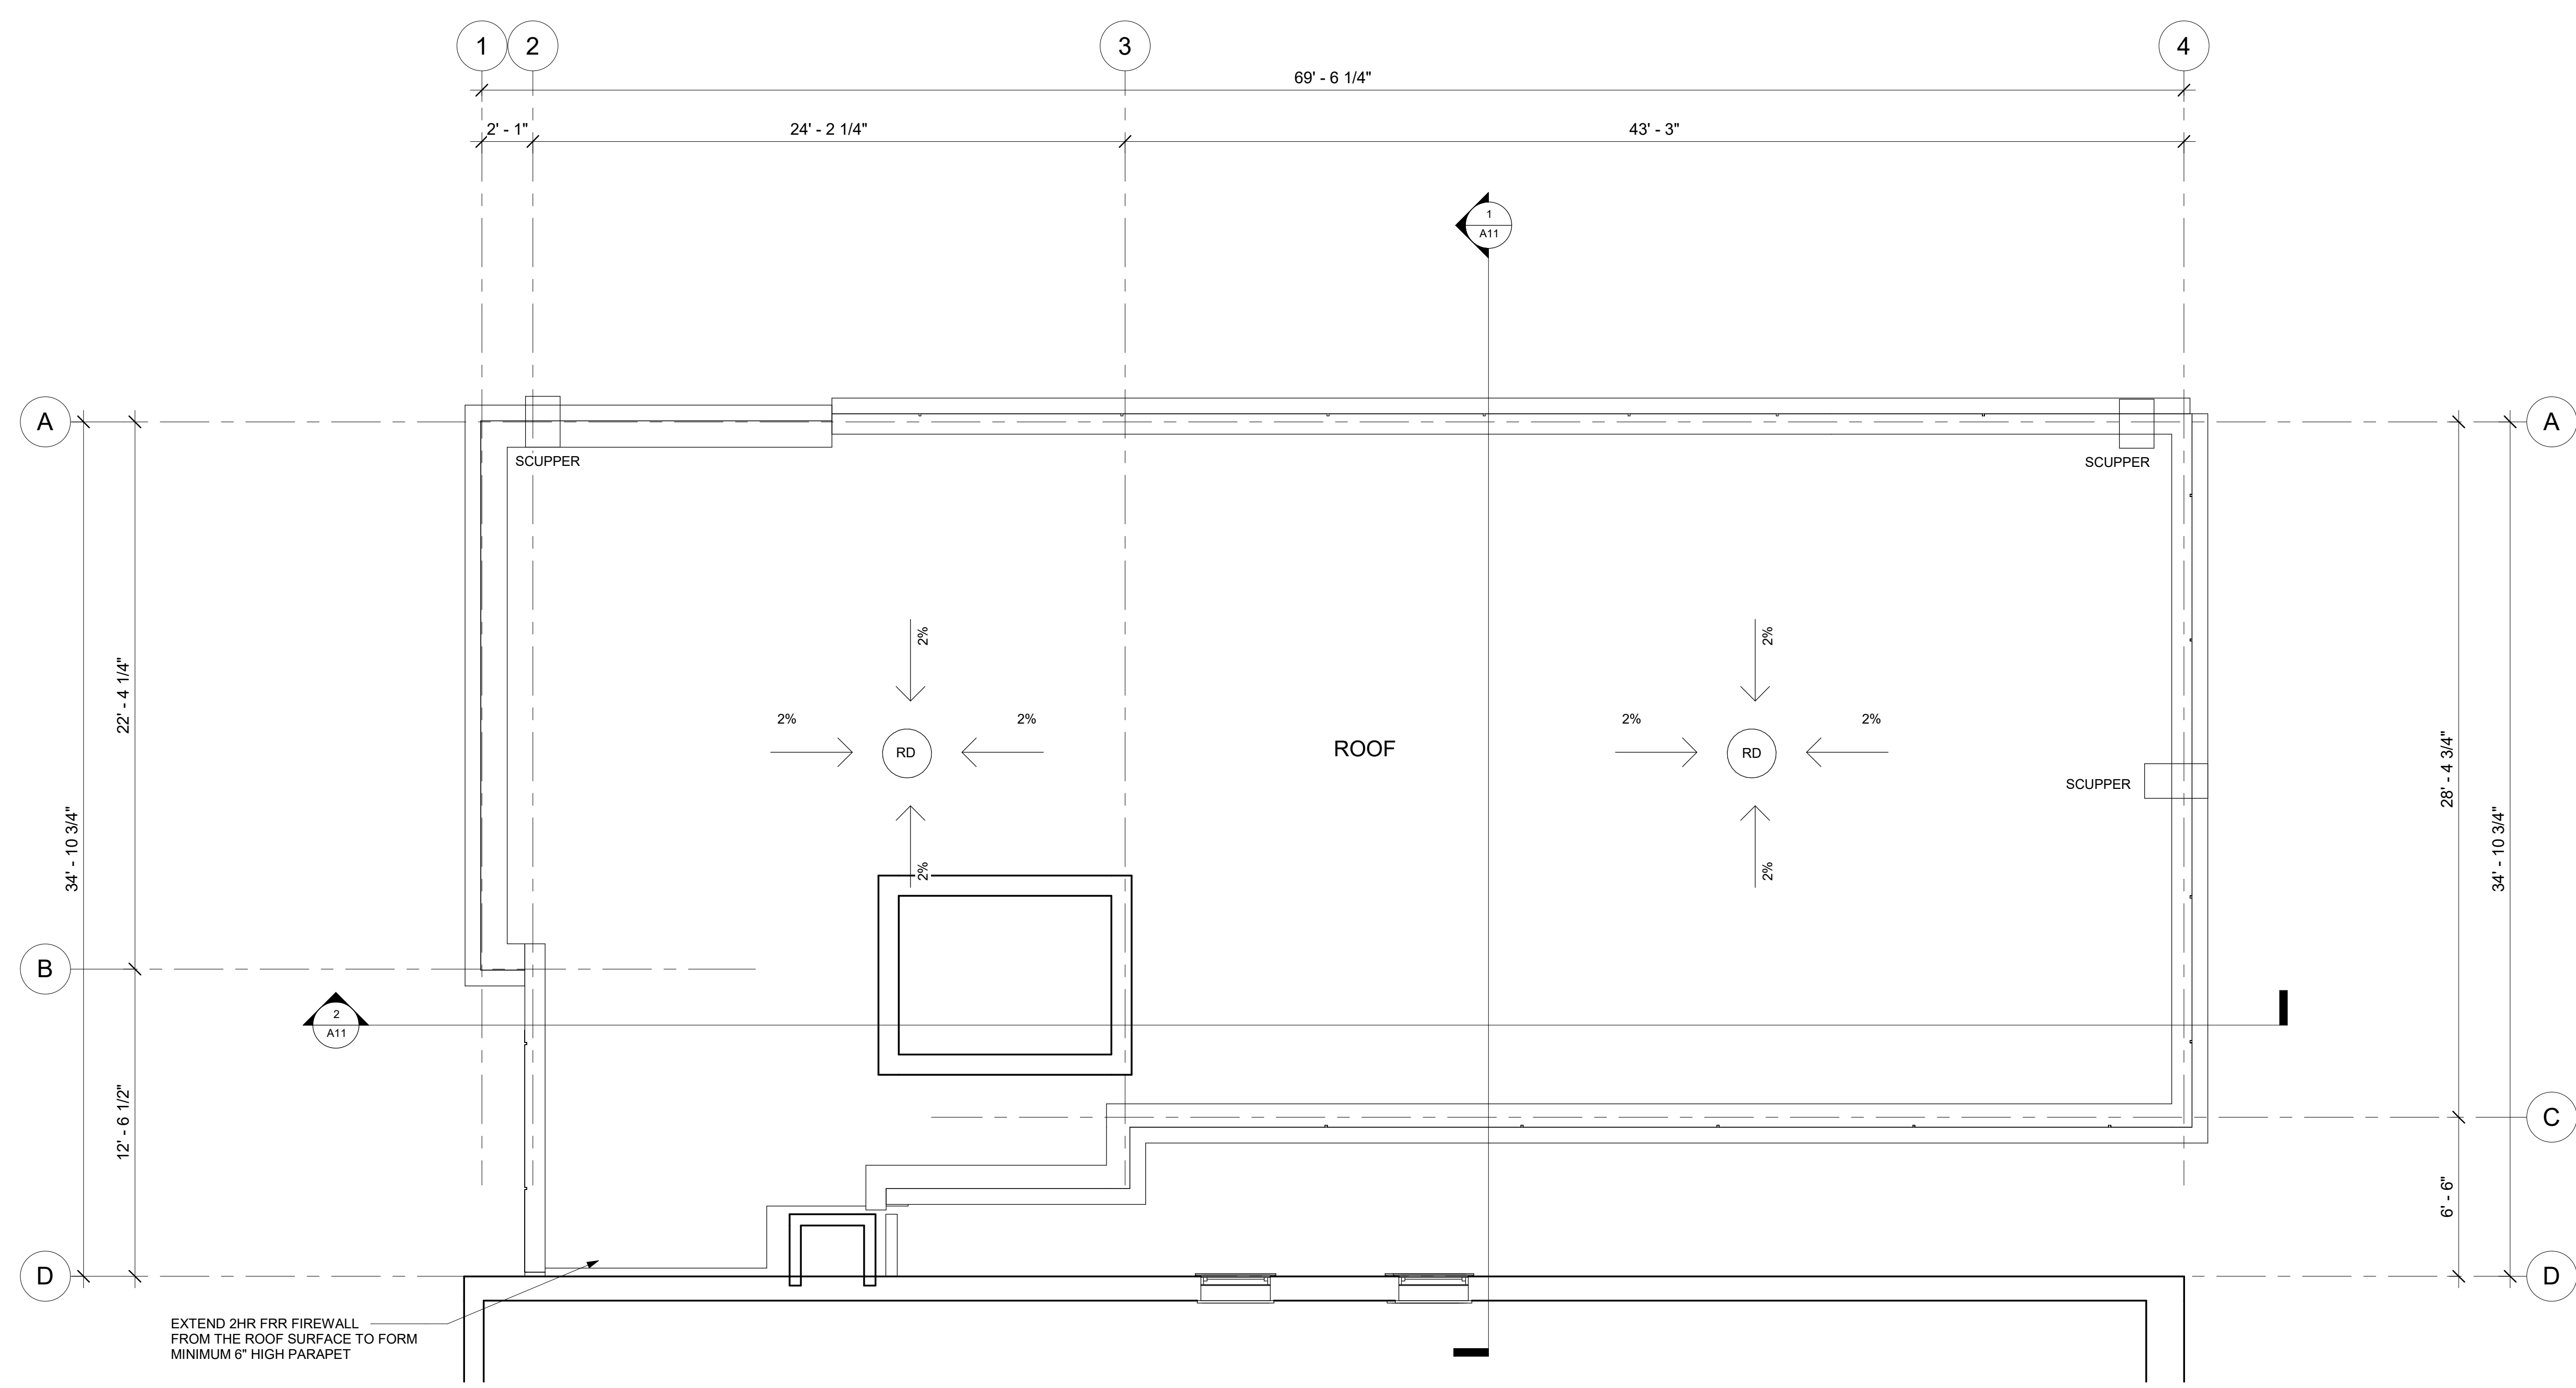 1 2 3 4
69' - 6 1/4"
2' - 1" 24' - 2 1/4" 43' - 3"
1
A11
A A
SCUPPER SCUPPER
2% 2%
22' - 4 1/4"
2% 2% 2% 2%
RD ROOF RD
28' - 4 3/4"
SCUPPER
34' - 10 3/4" 34' - 10 3/4"
2% 2%
B
2
A11
12' - 6 1/2"
C
6' - 6"
D D
EXTEND 2HR FRR FIREWALL
FROM THE ROOF SURFACE TO FORM
MINIMUM 6" HIGH PARAPET